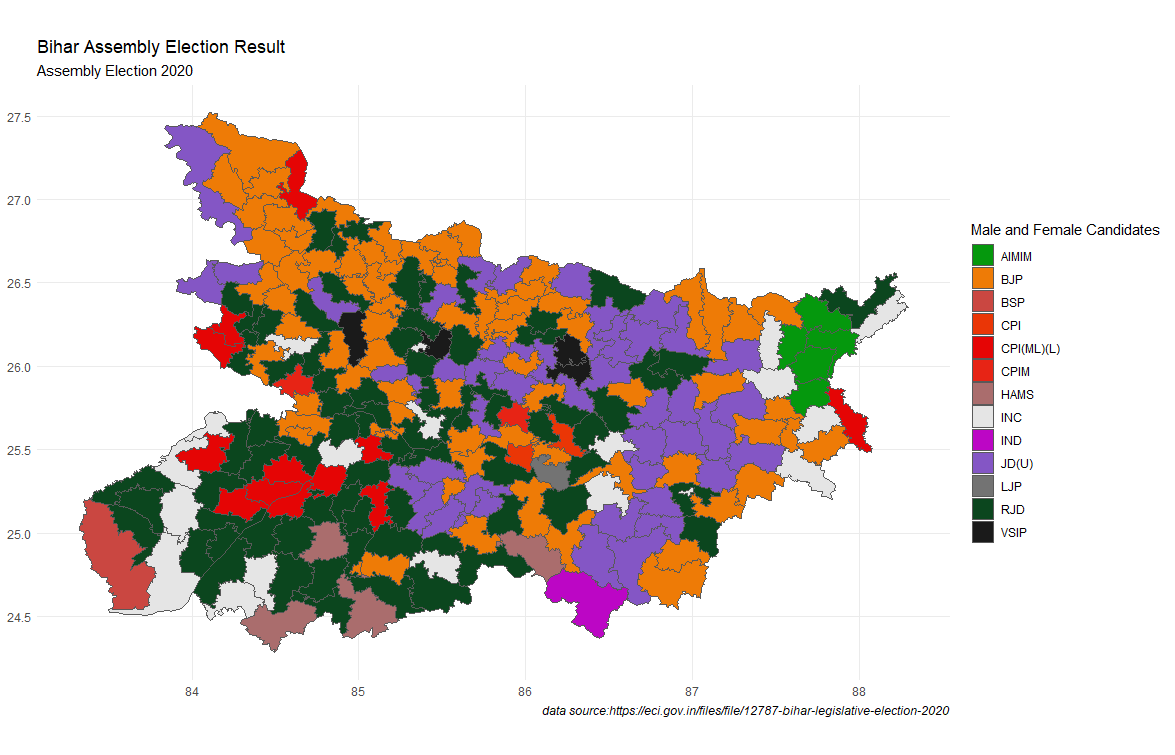 Bihar Assembly Election Result
Assembly Election 2020
27.5
27.0
26.5
26.0
25.5
25.0
24.5
84
85
86
87
88
Male and Female Candidates
AIMIM
BJP
BSP
CPI
CPI(ML)(L)
CPIM
HAMS
INC
IND
JD(U)
LJP
RJD
VSIP
data source:https://eci.gov.in/files/file/12787-bihar-legislative-election-2020